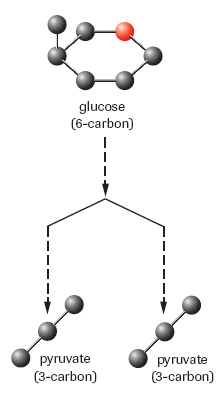 glucose
(6-carbon)
pyruvate
(3-carbon)
pyruvate
(3-carbon)